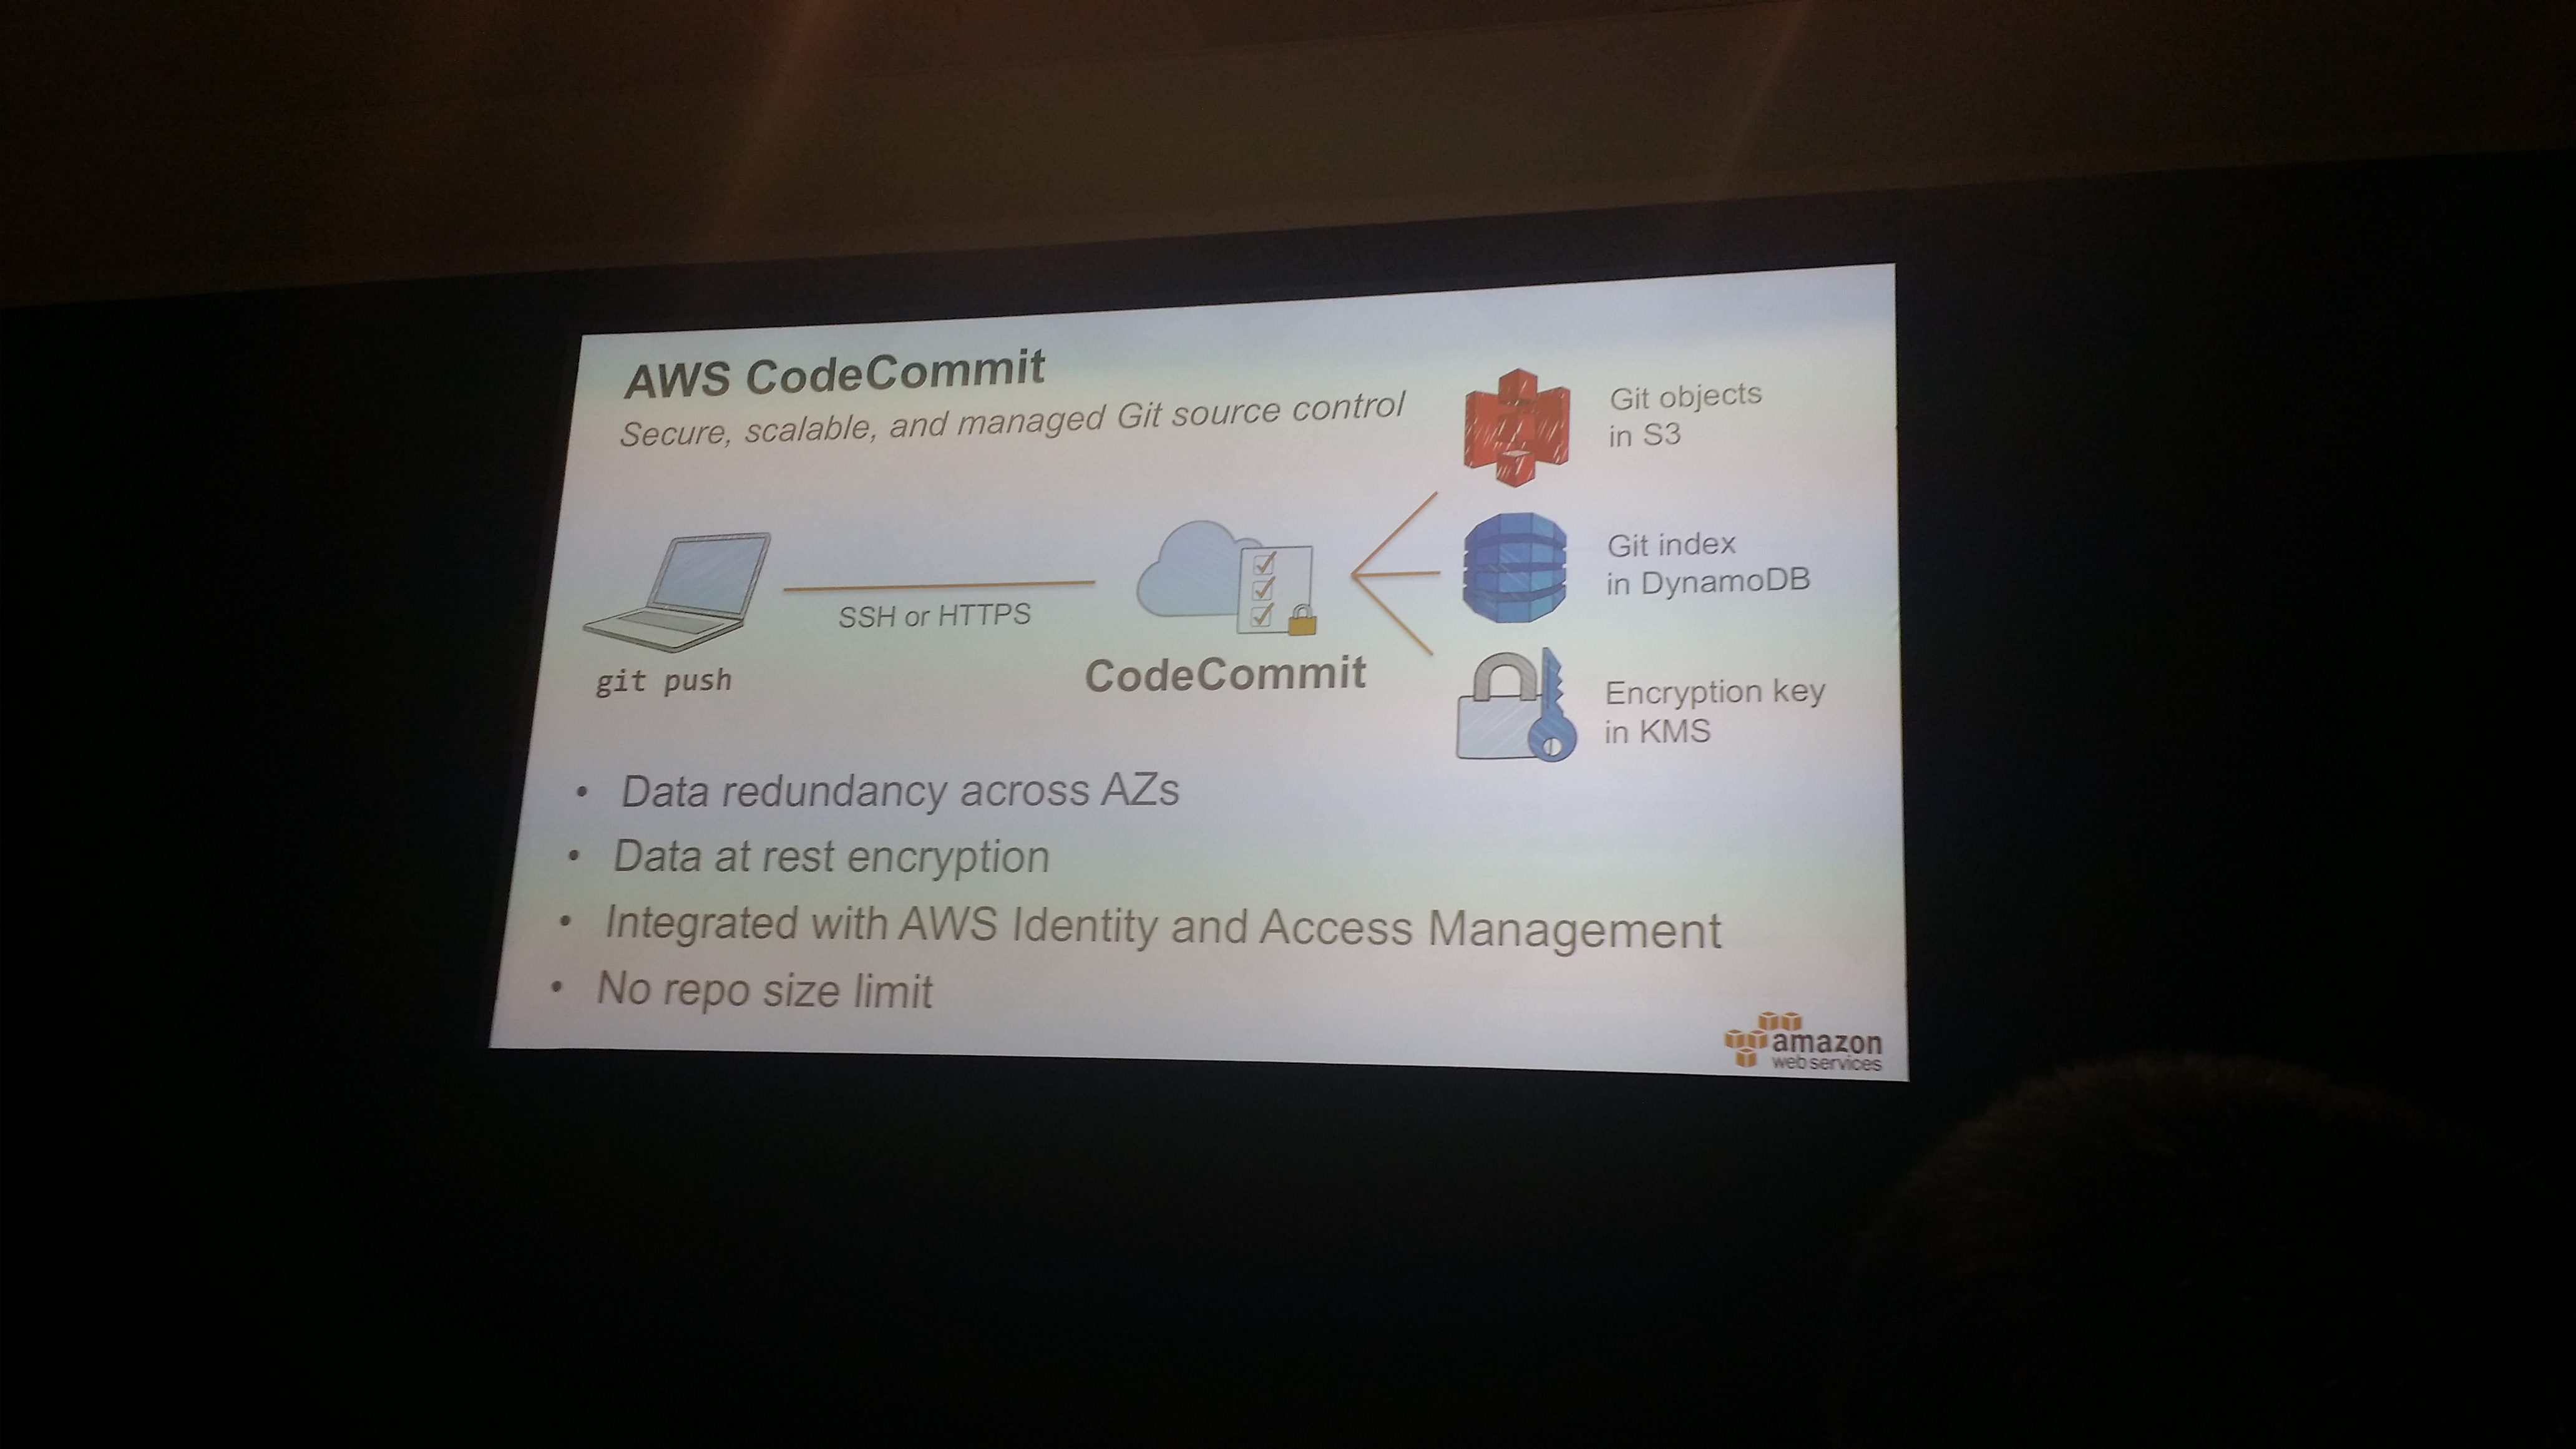 AWS CodeCommit
Secure, scalable, and managed Git source control
Git objects
in S3
Git index
in DynamoDB
Encryption key
in KMS
SSH or HTTPS
git push
CodeCommit
• Data redundancy across AZs
• Data at rest encryption
• Integrated with AWS Identity and Access Management
• No repo size limit
amazon
web services